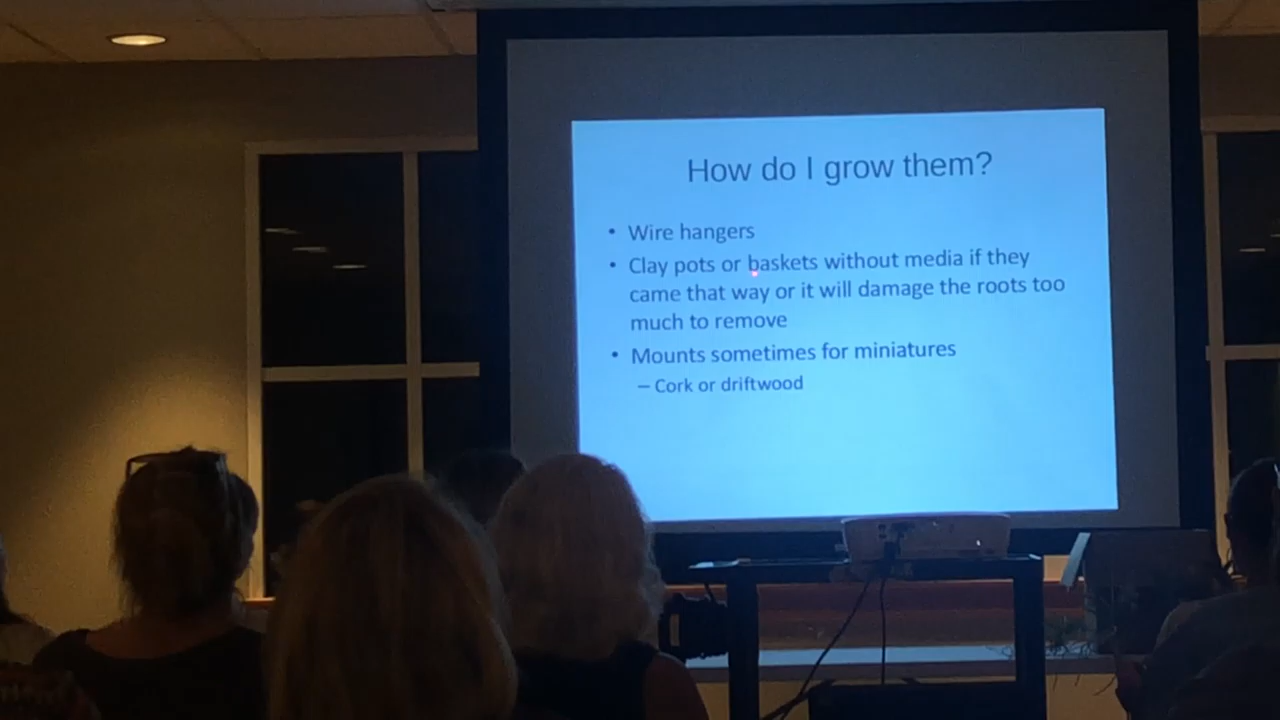 How do I grow them?
• Wire hangers
• Clay pots or baskets without media if they
came that way or it will damage the roots too
much to remove
• Mounts sometimes for miniatures
– Cork or driftwood